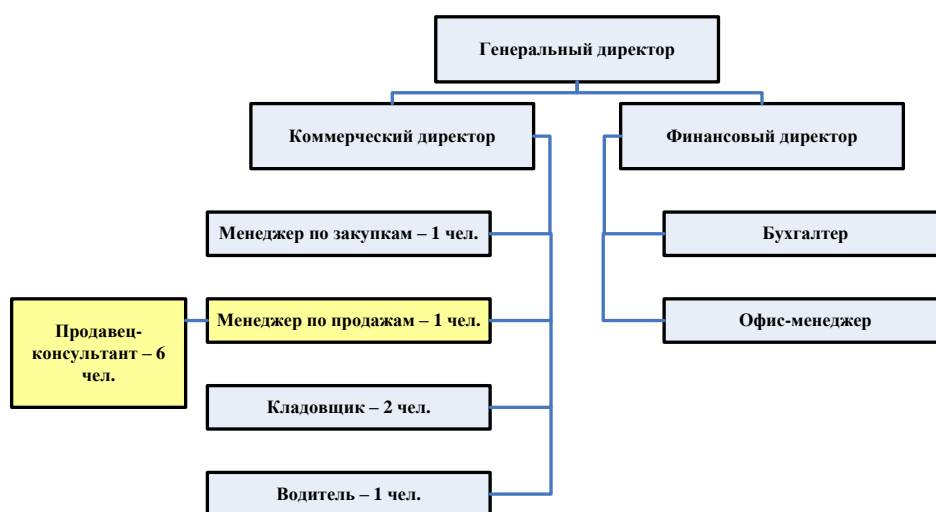 Генеральный директор
Коммерческий директор
Финансовый директор
Менеджер по закупкам – 1 чел.
Бухгалтер
Продавец-
консультант – 6
чел.
Менеджер по продажам – 1 чел.
Офис-менеджер
Кладовщик – 2 чел.
Водитель – 1 чел.